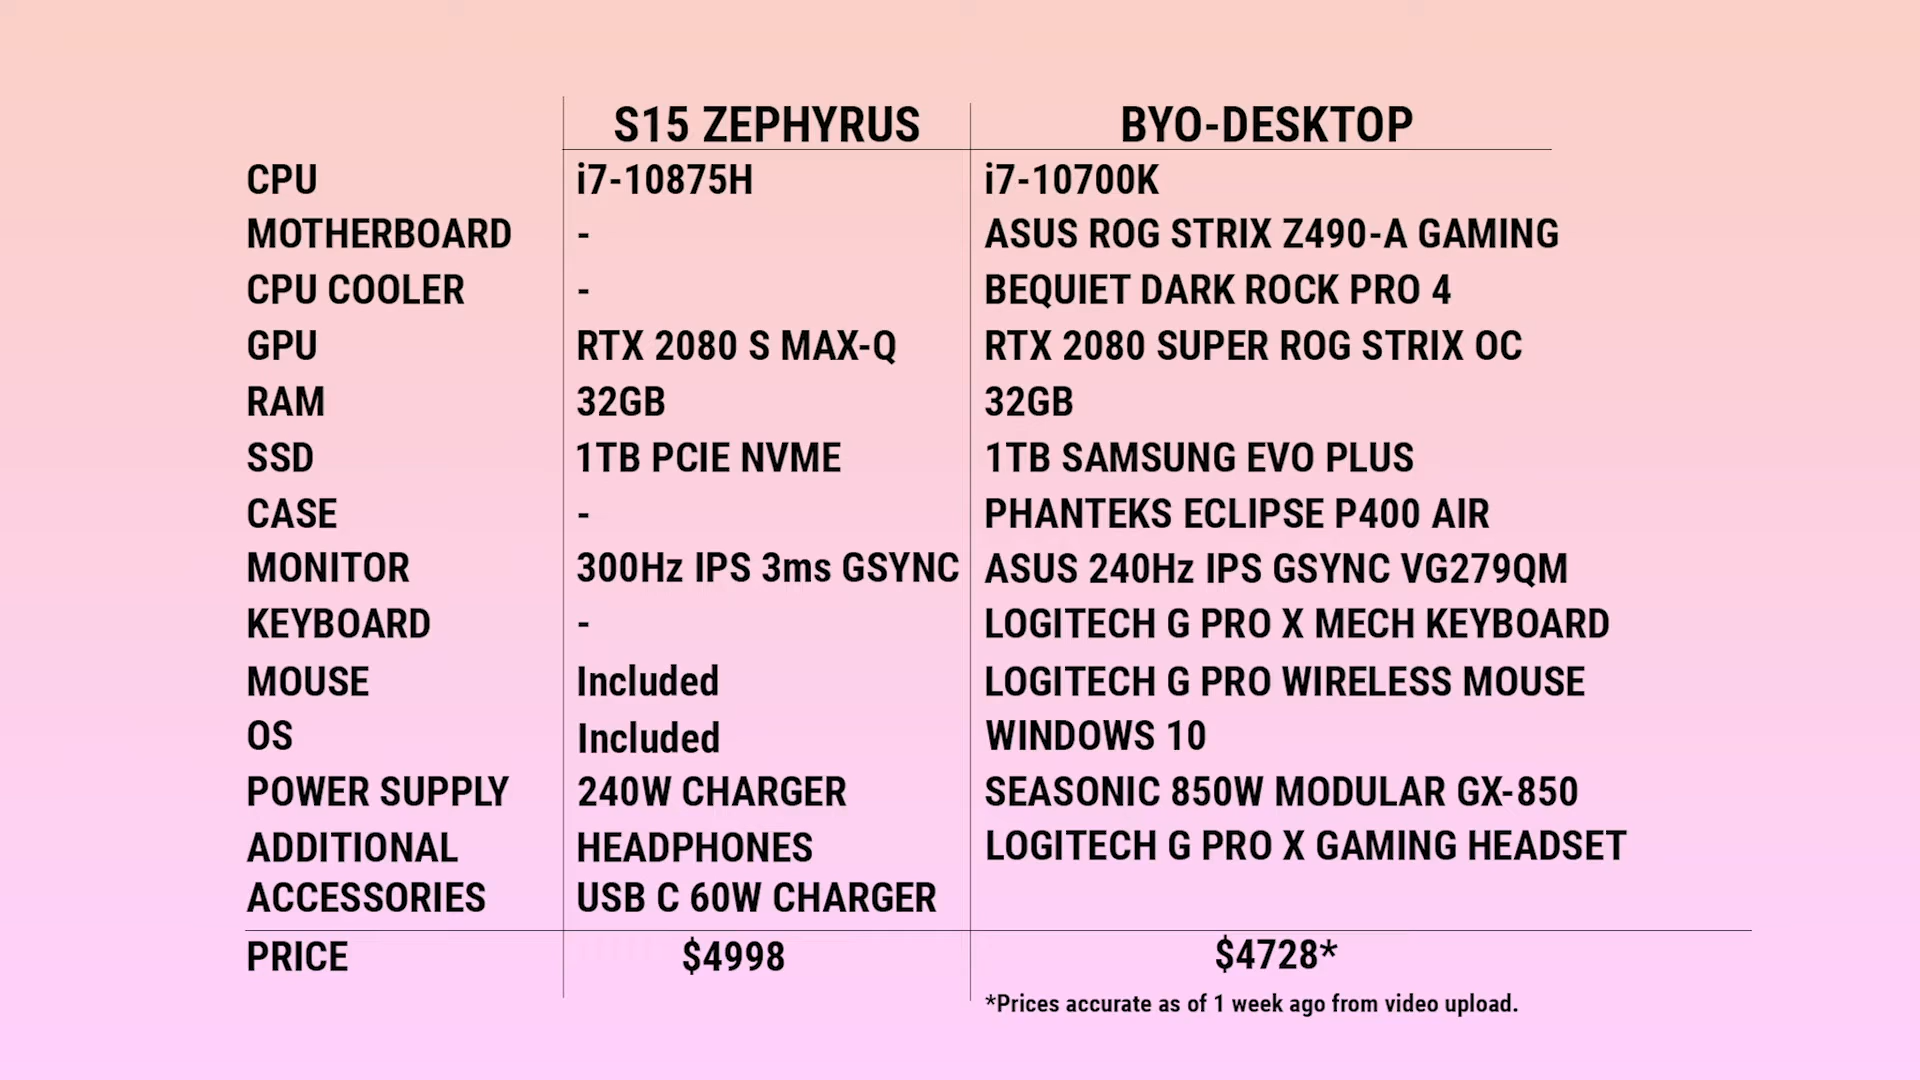 S15 ZEPHYRUS BYO-DESKTOP
CPU i7-10875H i7-10700K
MOTHERBOARD - ASUS ROG STRIX Z490-A GAMING
CPU COOLER - BEQUIET DARK ROCK PRO 4
GPU RTX 2080 S MAX-Q RTX 2080 SUPER ROG STRIX OC
RAM 32GB 32GB
SSD 1TB PCIE NVME 1TB SAMSUNG EVO PLUS
CASE - PHANTEKS ECLIPSE P400 AIR
MONITOR 300Hz IPS 3ms GSYNC ASUS 240Hz IPS GSYNC VG279QM
KEYBOARD - LOGITECH G PRO X MECH KEYBOARD
MOUSE Included LOGITECH G PRO WIRELESS MOUSE
OS Included WINDOWS 10
POWER SUPPLY 240W CHARGER SEASONIC 850W MODULAR GX-850
ADDITIONAL HEADPHONES LOGITECH G PRO X GAMING HEADSET
ACCESSORIES USB C 60W CHARGER
PRICE $4998 $4728*
*Prices accurate as of 1 week ago from video upload.